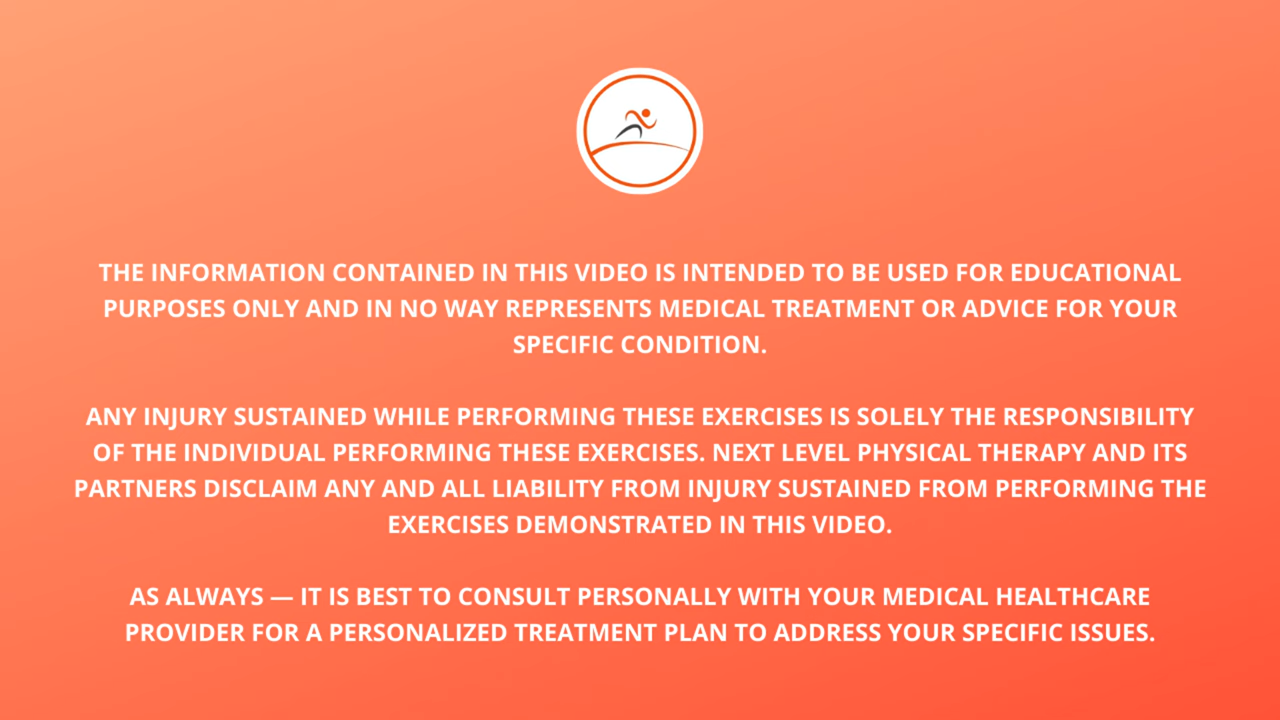 THE INFORMATION CONTAINED IN THIS VIDEO IS INTENDED TO BE USED FOR EDUCATIONAL
PURPOSES ONLY AND IN NO WAY REPRESENTS MEDICAL TREATMENT OR ADVICE FOR YOUR
SPECIFIC CONDITION.
ANY INJURY SUSTAINED WHILE PERFORMING THESE EXERCISES IS SOLELY THE RESPONSIBILITY
OF THE INDIVIDUAL PERFORMING THESE EXERCISES. NEXT LEVEL PHYSICAL THERAPY AND ITS
PARTNERS DISCLAIM ANY AND ALL LIABILITY FROM INJURY SUSTAINED FROM PERFORMING THE
EXERCISES DEMONSTRATED IN THIS VIDEO.
AS ALWAYS — IT IS BEST TO CONSULT PERSONALLY WITH YOUR MEDICAL HEALTHCARE
PROVIDER FOR A PERSONALIZED TREATMENT PLAN TO ADDRESS YOUR SPECIFIC ISSUES.